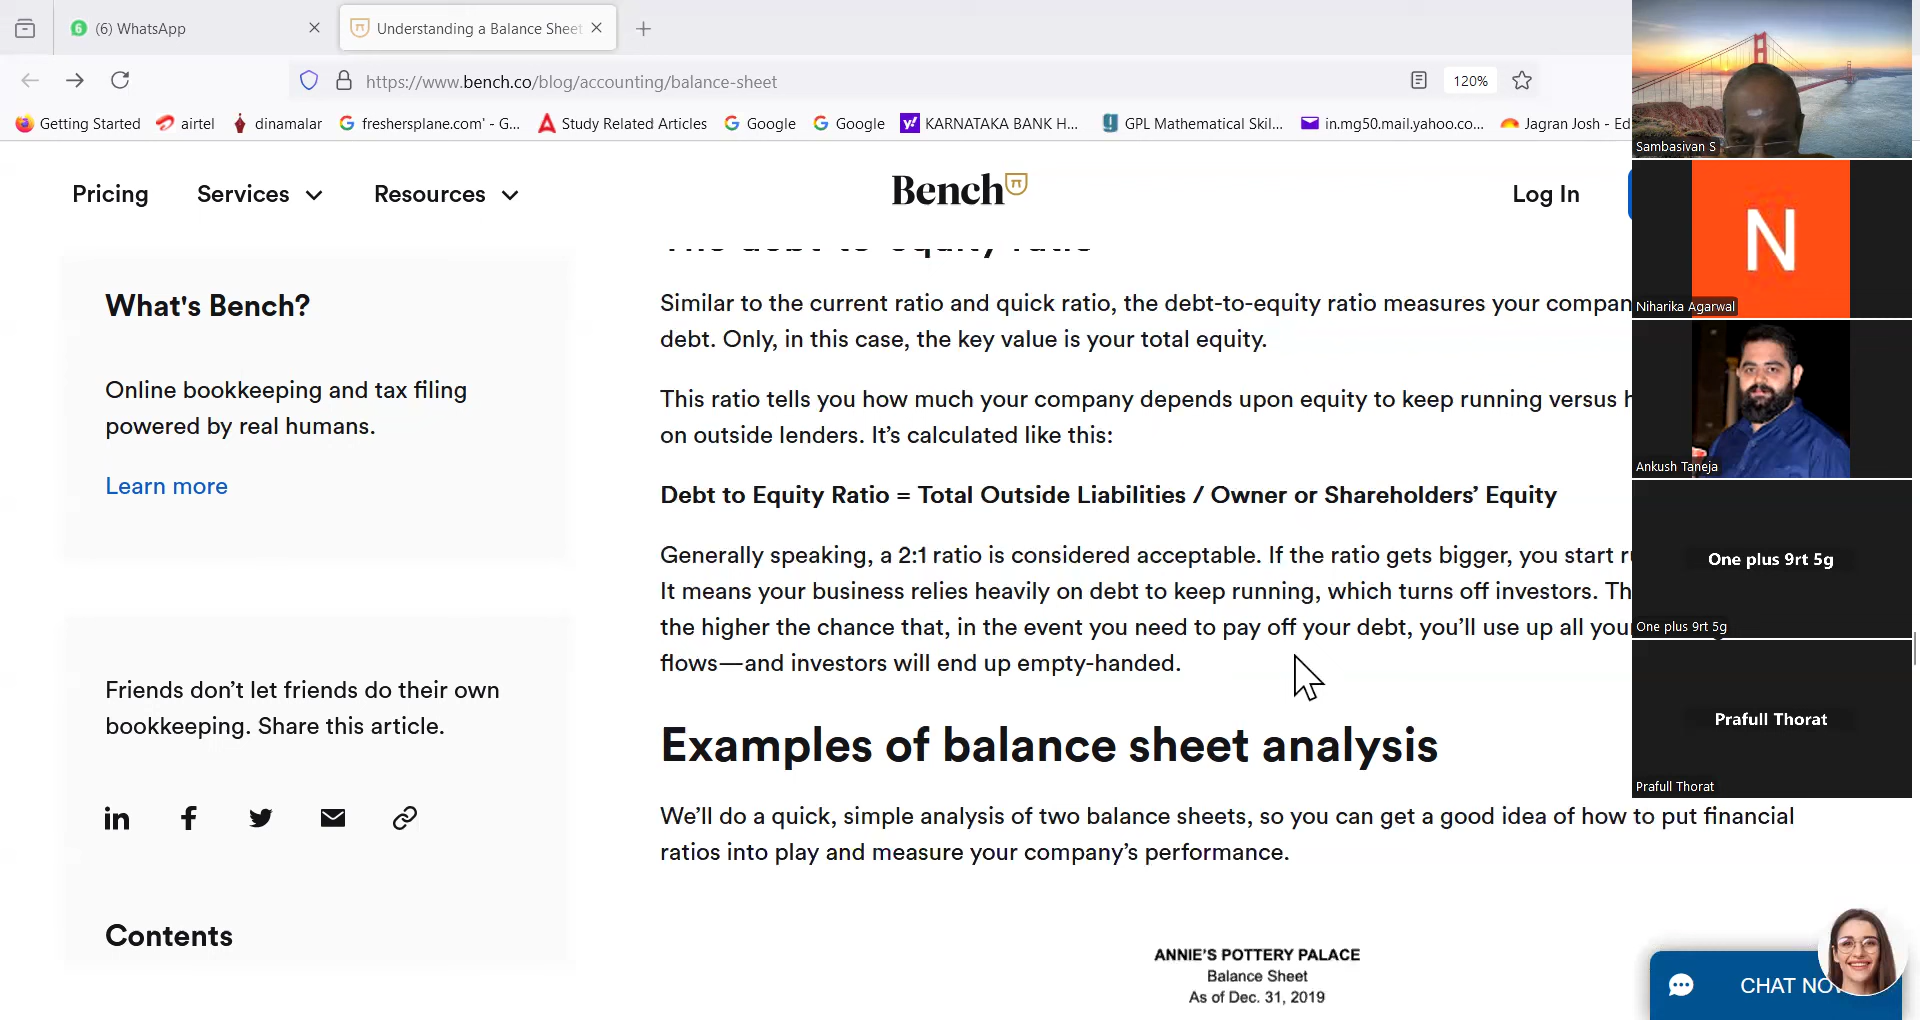 (6) WhatsApp
Understanding a Balance Sheet
https://www.bench.co/blog/accounting/balance-sheet
120%
Getting Started
airtel
dinamalar
freshersplane.com' - G...
Study Related Articles
Google
Google
KARNATAKA BANK H...
GPL Mathematical Skil...
in.mg50.mail.yahoo.co...
Jagran Josh - Ed
Pricing
Services
Resources
Bench
Log In
What's Bench?
Online bookkeeping and tax filing
powered by real humans.
Learn more
Friends don't let friends do their own
bookkeeping. Share this article.
Contents
The debt-to-equity ratio
Similar to the current ratio and quick ratio, the debt-to-equity ratio measures your compan
debt. Only, in this case, the key value is your total equity.
This ratio tells you how much your company depends upon equity to keep running versus h
on outside lenders. It's calculated like this:
Debt to Equity Ratio = Total Outside Liabilities / Owner or Shareholders' Equity
Generally speaking, a 2:1 ratio is considered acceptable. If the ratio gets bigger, you start r
It means your business relies heavily on debt to keep running, which turns off investors. Th
the higher the chance that, in the event you need to pay off your debt, you'll use up all you
flows—and investors will end up empty-handed.
Examples of balance sheet analysis
We'll do a quick, simple analysis of two balance sheets, so you can get a good idea of how to put financial
ratios into play and measure your company's performance.
ANNIE'S POTTERY PALACE
Balance Sheet
As of Dec. 31, 2019
Sambasivan S
N
Niharika Agarwal
Ankush Taneja
One plus 9rt 5g
One plus 9rt 5g
Prafull Thorat
Prafull Thorat
CHAT NO